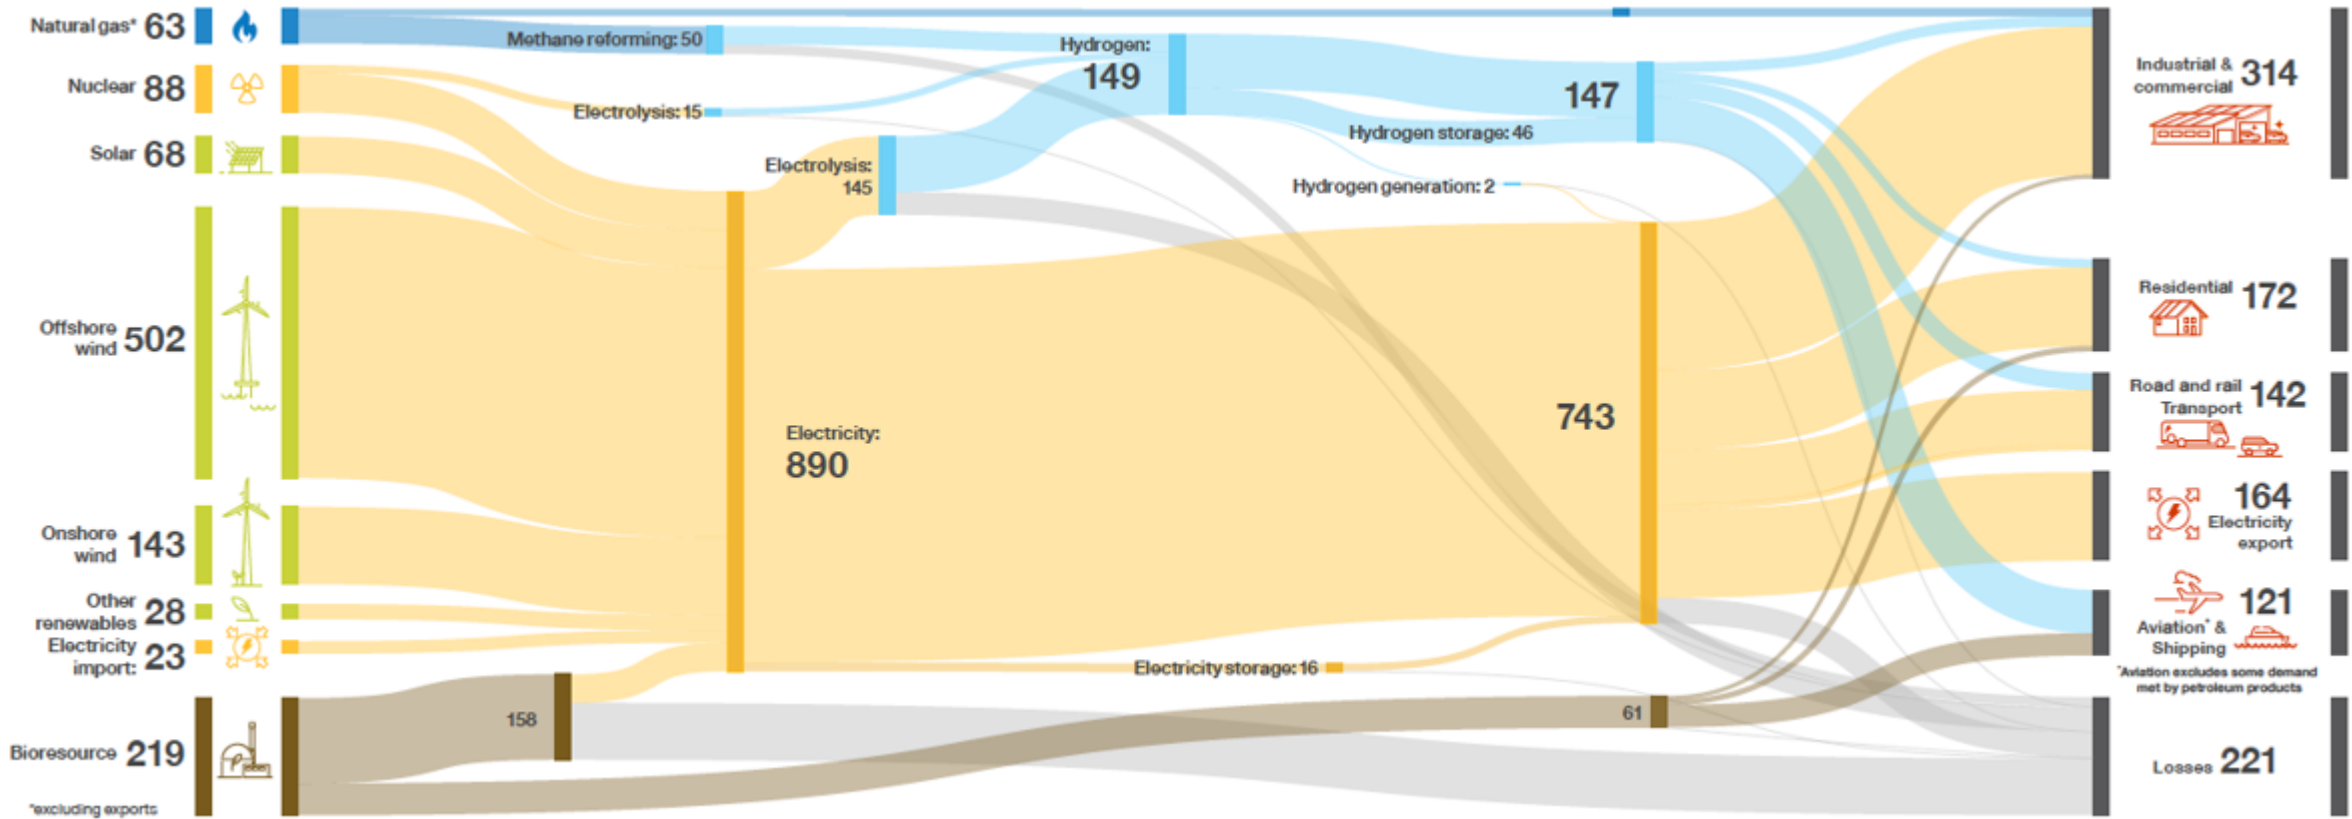 Natural gas* 63
Nuclear 88
Solar 68
Offshore
wind 502
Onshore
wind 143
Other
renewables 28
Electricity
import: 23
Bioresource 219
*excluding exports
Methane reforming: 50
Electrolysis: 15
158
Electricity:
890
Electrolysis:
145
Hydrogen:
149
Hydrogen storage: 46
Hydrogen generation: 2
Electricity storage: 16
147
743
61
Industrial &
commercial 314
Residential 172
Road and rail
Transport 142
164
Electricity
export
121
Aviation* &
Shipping
*Aviation excludes some demand
met by petroleum products
Losses 221